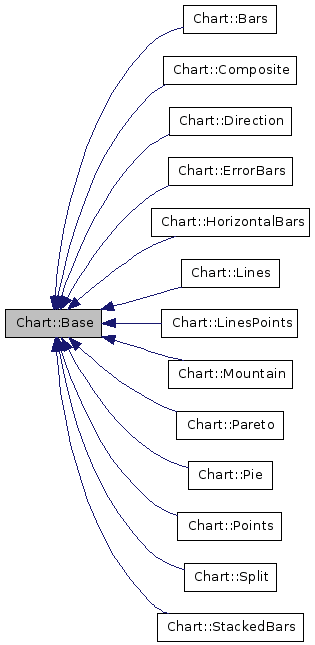 Chart::Bars
Chart::Composite
Chart::Direction
Chart::ErrorBars
Chart::HorizontalBars
Chart::Lines
Chart::Base
Chart::LinesPoints
Chart::Mountain
Chart::Pareto
Chart::Pie
Chart::Points
Chart::Split
Chart::StackedBars